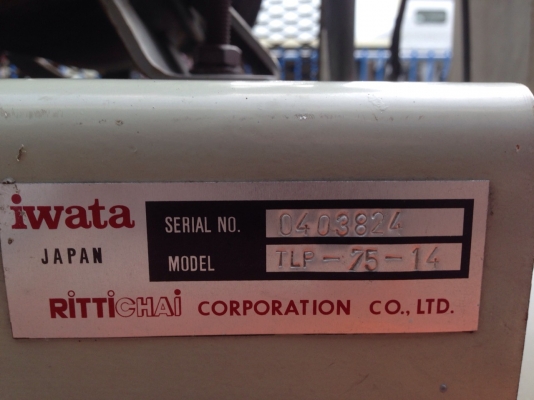 iwata
JAPAN
SERIAL NO. 0403824
MODEL TLP-75-14
RiTTiCHAi CORPORATION CO., LTD.